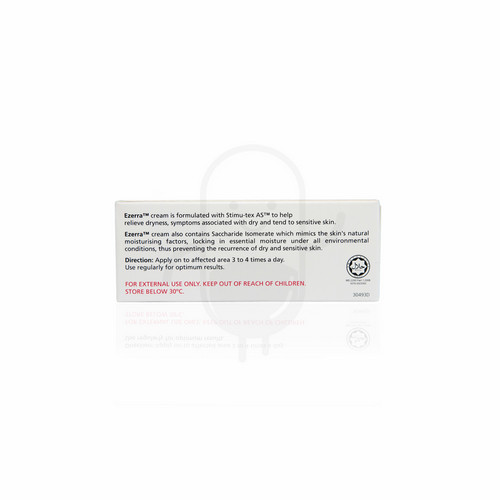 Ezerra™ cream is formulated with Stimu-tex AS™ to help
relieve dryness, symptoms associated with dry and tend to sensitive skin.
Ezerra™ cream also contains Saccharide Isomerate which mimics the skin's natural
moisturising factors, locking in essential moisture under all environmental
conditions, thus preventing the recurrence of dry and sensitive skin.
Direction: Apply on to affected area 3 to 4 times a day.
Use regularly for optimum results.
FOR EXTERNAL USE ONLY. KEEP OUT OF REACH OF CHILDREN.
STORE BELOW 30°C.